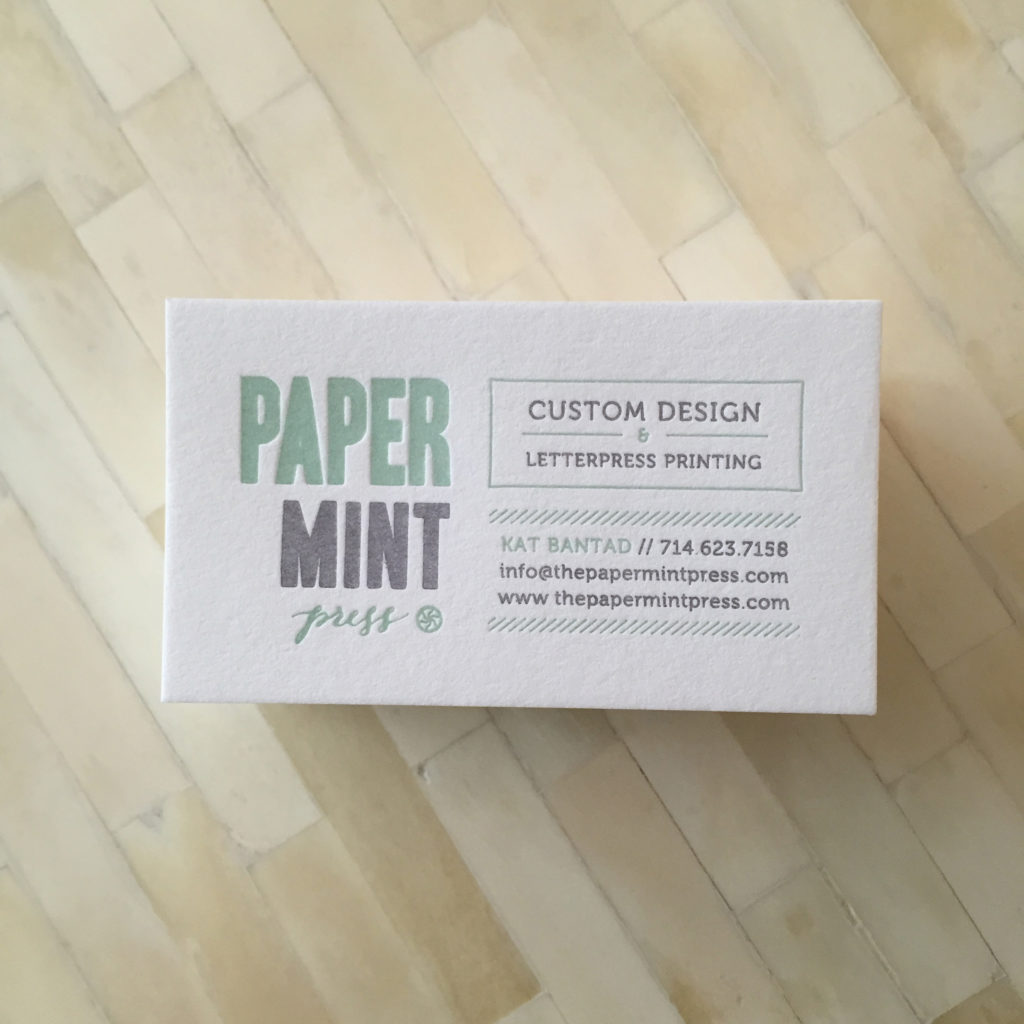 PAPER
MINT
press
CUSTOM DESIGN
&
LETTERPRESS PRINTING
KAT BANTAD // 714.623.7158
info@thepapermintpress.com
www.thepapermintpress.com